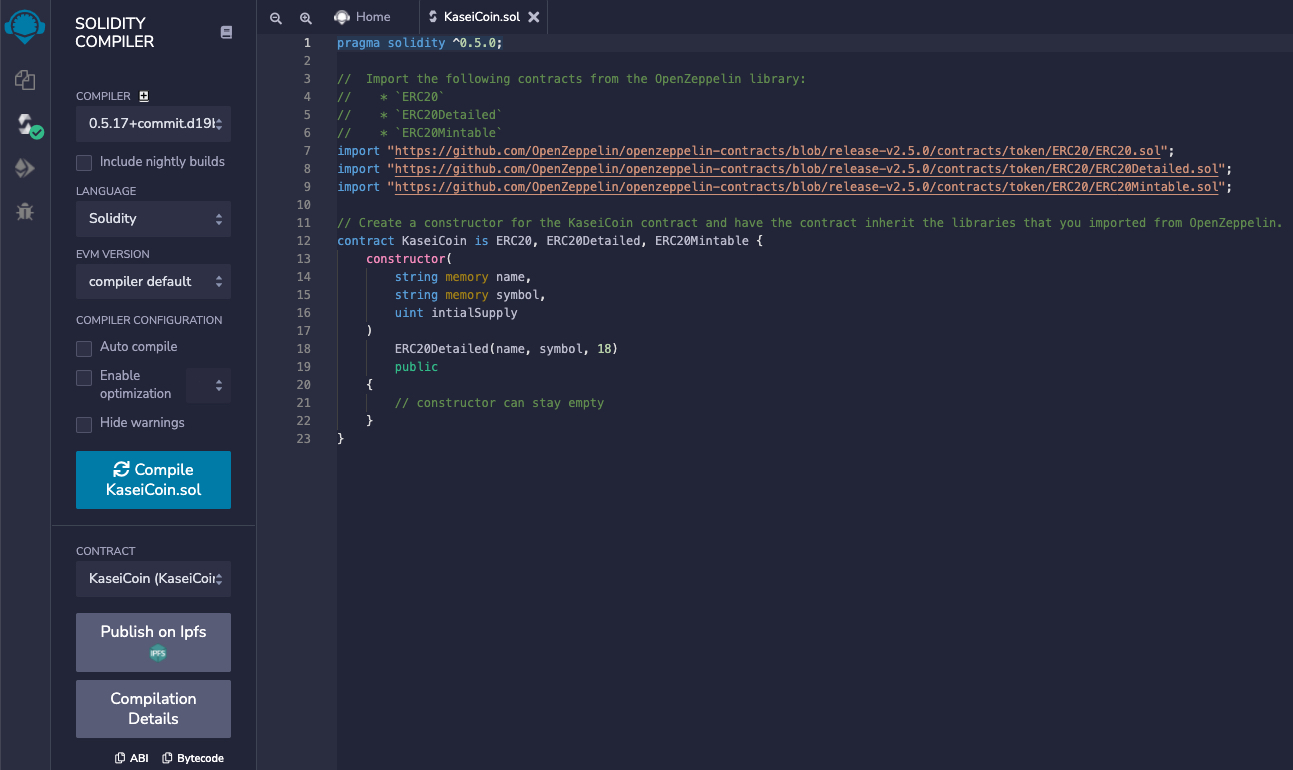 SOLIDITY
COMPILER
COMPILER
0.5.17+commit.d19b
Include nightly builds
LANGUAGE
Solidity
EVM VERSION
compiler default
COMPILER CONFIGURATION
Auto compile
Enable
optimization
Hide warnings
Compile
KaseiCoin.sol
CONTRACT
KaseiCoin (KaseiCoin
Publish on Ipfs
IPFS
Compilation
Details
ABI Bytecode
Home KaseiCoin.sol
1 pragma solidity ^0.5.0;
2
3 //  Import the following contracts from the OpenZeppelin library:
4 //    * `ERC20`
5 //    * `ERC20Detailed`
6 //    * `ERC20Mintable`
7 import "https://github.com/OpenZeppelin/openzeppelin-contracts/blob/release-v2.5.0/contracts/token/ERC20/ERC20.sol";
8 import "https://github.com/OpenZeppelin/openzeppelin-contracts/blob/release-v2.5.0/contracts/token/ERC20/ERC20Detailed.sol";
9 import "https://github.com/OpenZeppelin/openzeppelin-contracts/blob/release-v2.5.0/contracts/token/ERC20/ERC20Mintable.sol";
10
11 // Create a constructor for the KaseiCoin contract and have the contract inherit the libraries that you imported from OpenZeppelin.
12 contract KaseiCoin is ERC20, ERC20Detailed, ERC20Mintable {
13     constructor(
14         string memory name,
15         string memory symbol,
16         uint intialSupply
17     )
18         ERC20Detailed(name, symbol, 18)
19         public
20     {
21         // constructor can stay empty
22     }
23 }